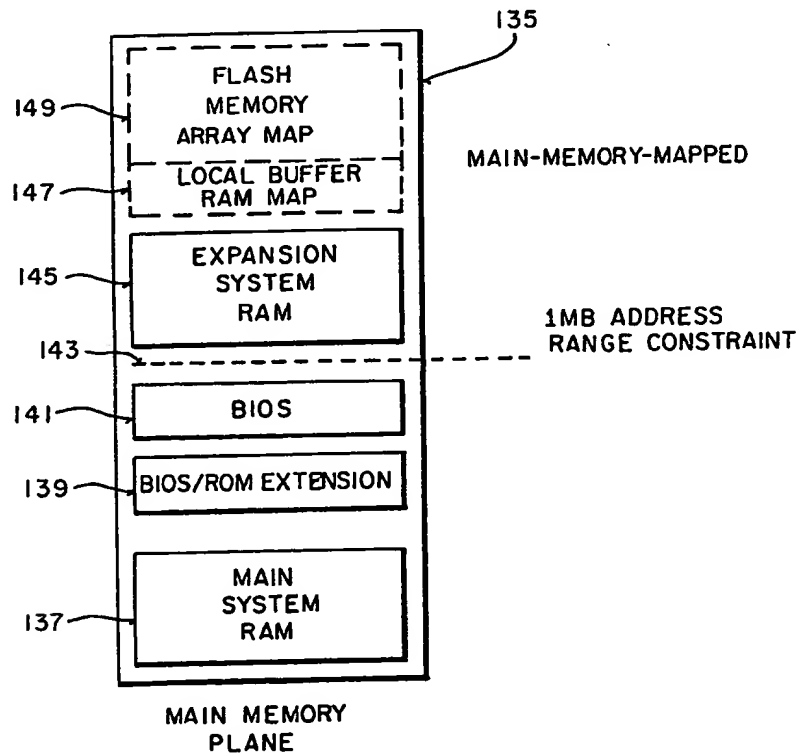 135
149
FLASH
MEMORY
ARRAY MAP
MAIN-MEMORY-MAPPED
147
LOCAL BUFFER
RAM MAP
145
EXPANSION
SYSTEM
RAM
143
1MB ADDRESS
RANGE CONSTRAINT
141
BIOS
139
BIOS/ROM EXTENSION
137
MAIN
SYSTEM
RAM
MAIN MEMORY
PLANE